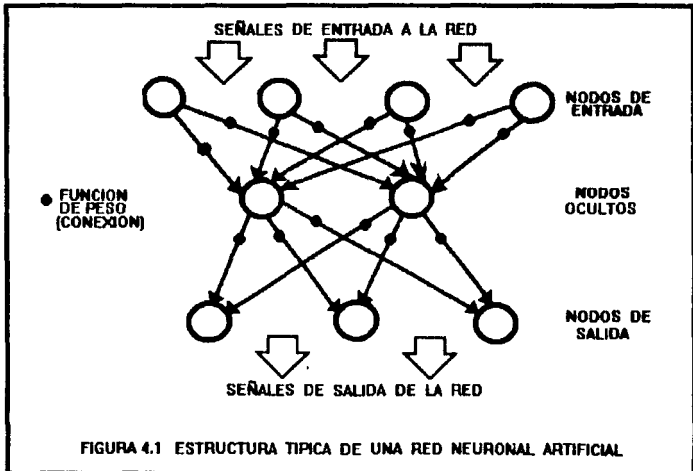 SEÑALES DE ENTRADA A LA RED
NODOS DE
ENTRADA
FUNCION
DE PESO
(CONEXION)
NODOS
OCULTOS
NODOS DE
SALIDA
SEÑALES DE SALIDA DE LA RED
FIGURA 4.1 ESTRUCTURA TIPICA DE UNA RED NEURONAL ARTIFICIAL